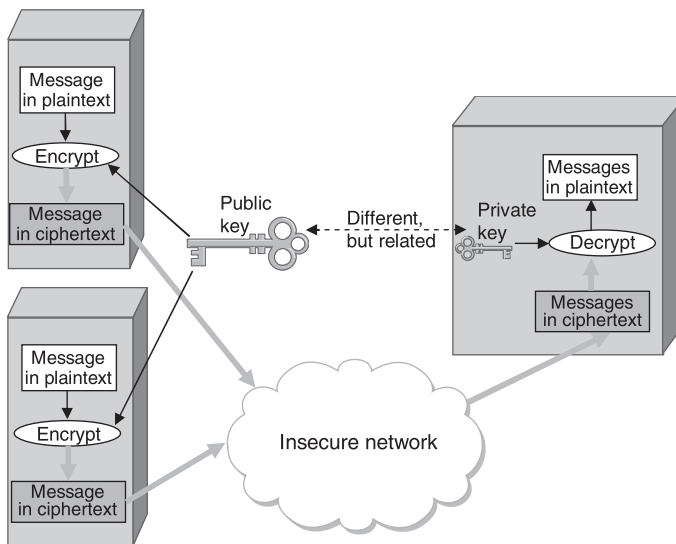 Message
in plaintext
Encrypt
Message
in ciphertext
Public
key
Different,
but related
Private
key
Messages
in plaintext
Decrypt
Messages
in ciphertext
Message
in plaintext
Encrypt
Message
in ciphertext
Insecure network